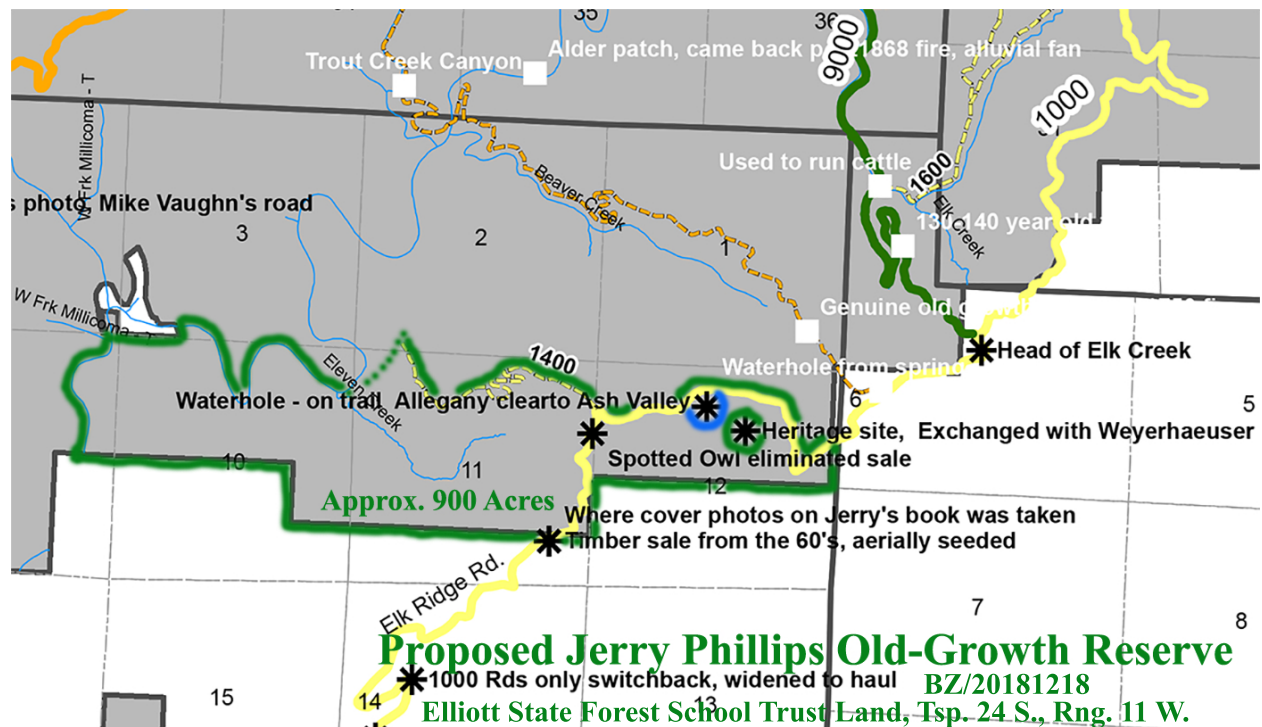 35
36
9000
Alder patch, came back p 1868 fire, alluvial fan
Trout Creek Canyon
1000
W Frk Millicoma - T
Used to run cattle
1600
Beaver Creek
Elk Creek
s photo, Mike Vaughn's road
130 140 year old
3
2
1
W Frk Millicoma - T
Genuine old growth
Head of Elk Creek
1400
Waterhole from spring
Eleven Creek
Waterhole - on trail Allegany clearto Ash Valley
6
5
Heritage site, Exchanged with Weyerhaeuser
Spotted Owl eliminated sale
10
11
12
Approx. 900 Acres
Where cover photos on Jerry's book was taken
Timber sale from the 60's, aerially seeded
Elk Ridge Rd.
7
8
Proposed Jerry Phillips Old-Growth Reserve
1000 Rds only switchback, widened to haul
BZ/20181218
15
14
13
Elliott State Forest School Trust Land, Tsp. 24 S., Rng. 11 W.